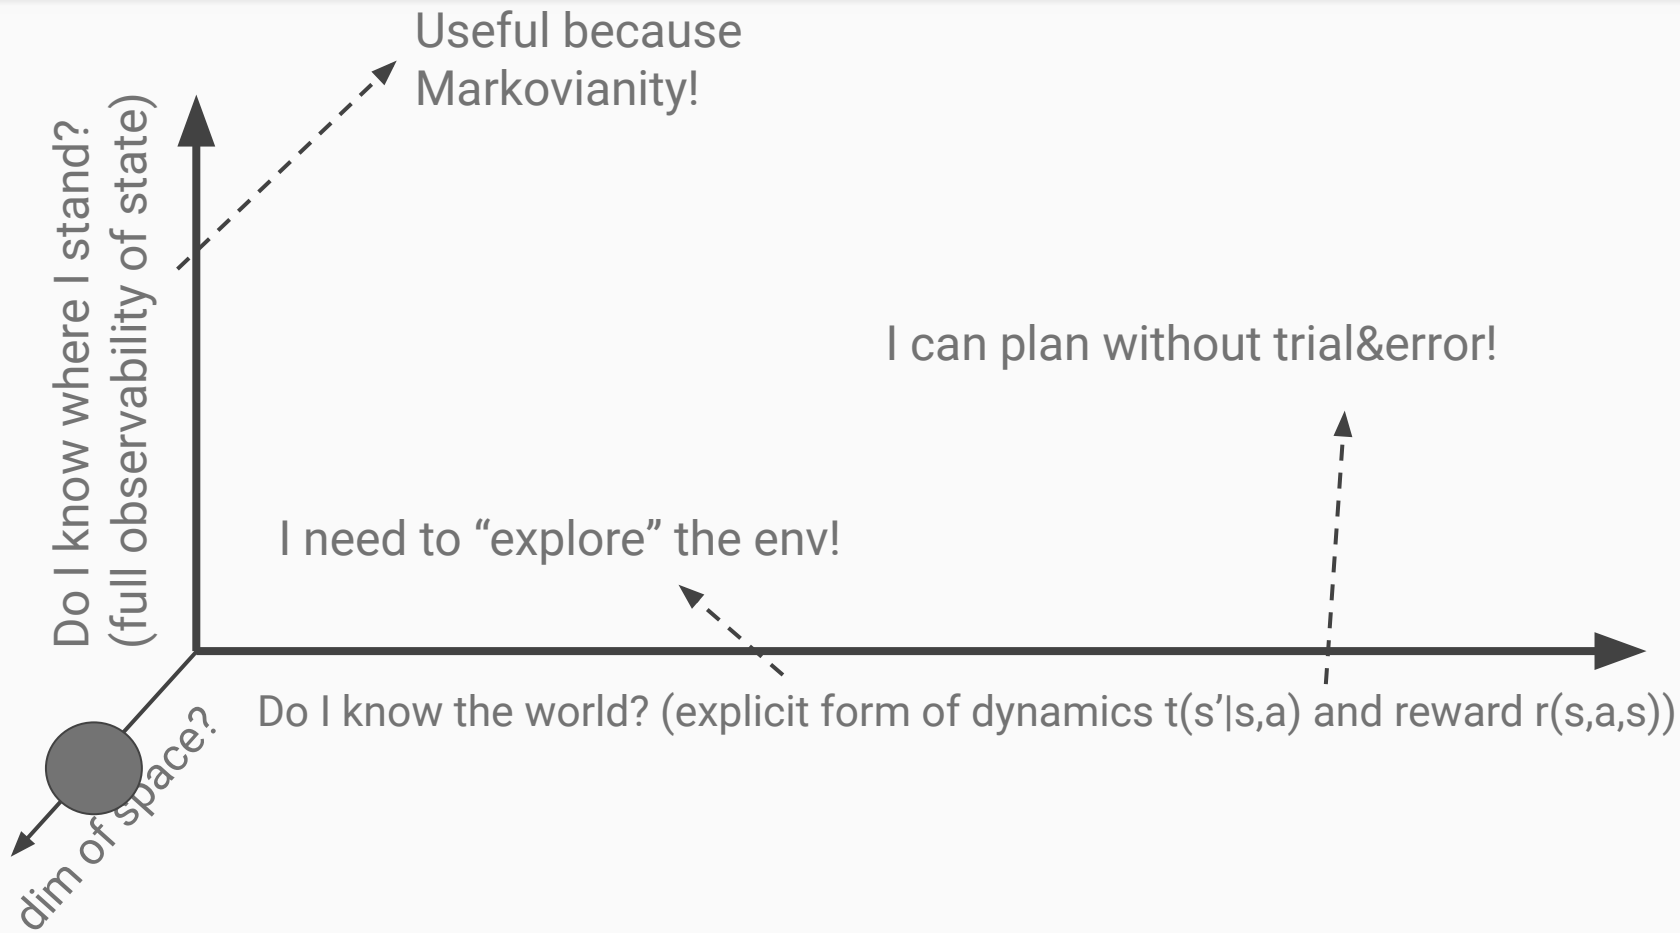 Useful because
Markovianity!
Do I know where I stand?
(full observability of state)
I can plan without trial&error!
I need to “explore” the env!
Do I know the world? (explicit form of dynamics t(s’|s,a) and reward r(s,a,s))
dim of space?